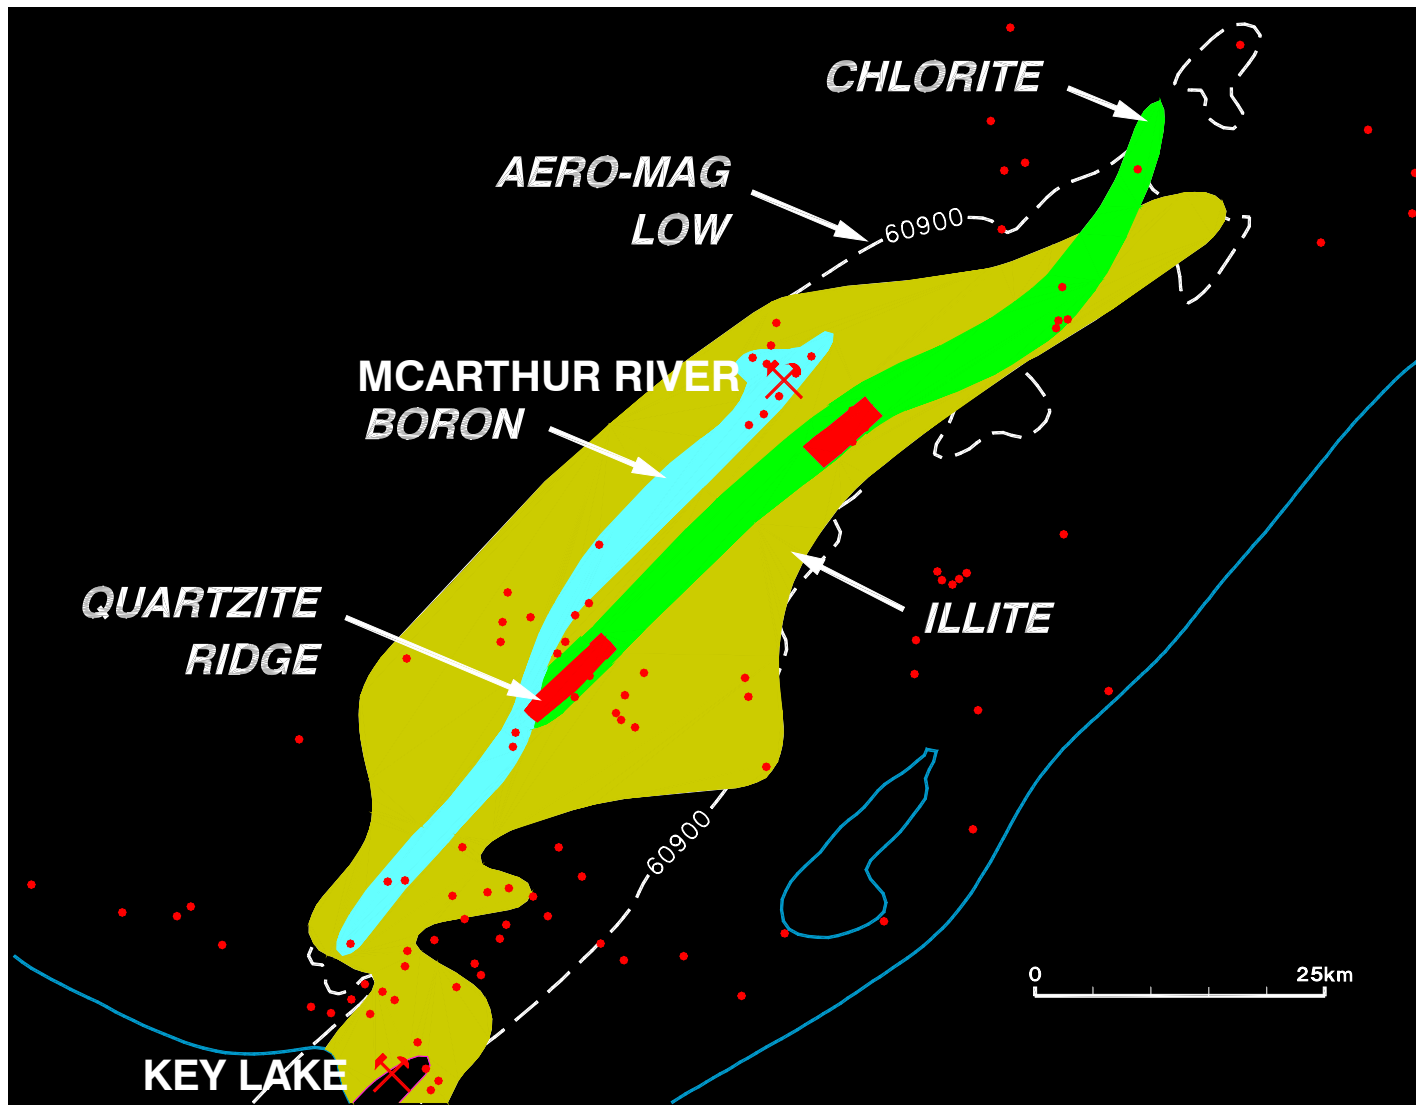 CHLORITE
AERO-MAG
LOW
60900
MCARTHUR RIVER
BORON
QUARTZITE
RIDGE
ILLITE
60900
0 25km
KEY LAKE